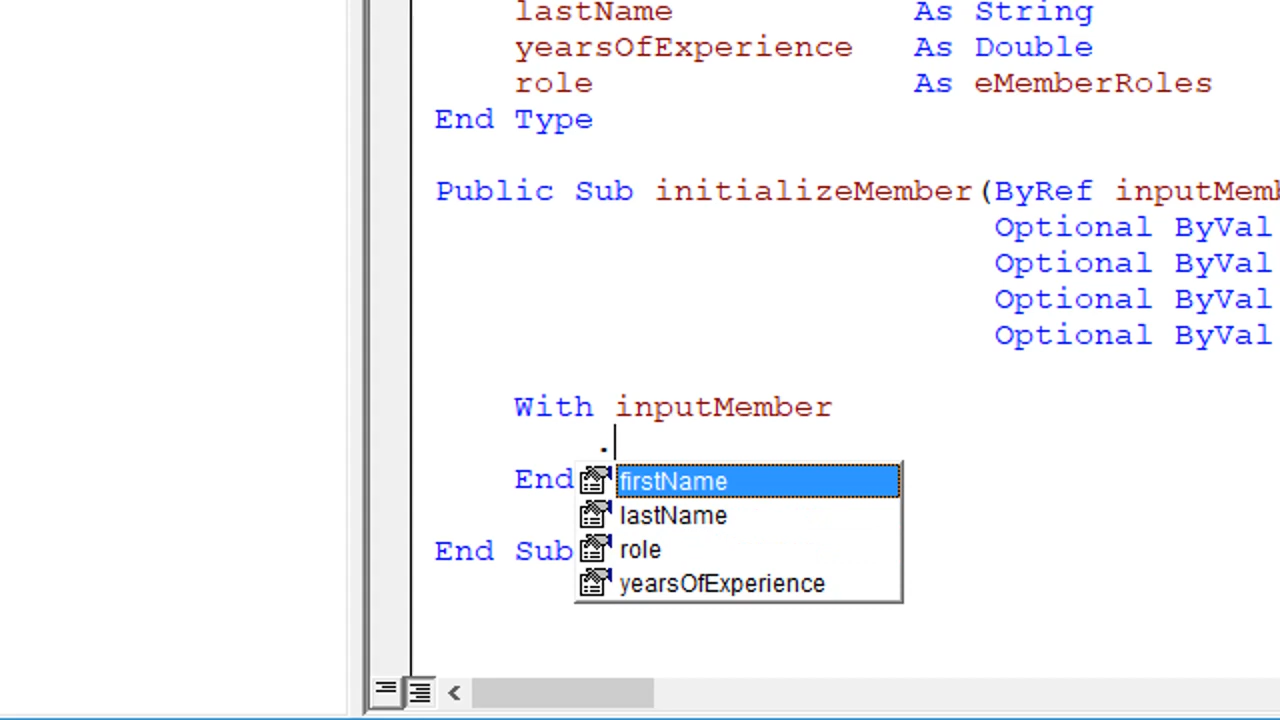 lastName As String
yearsOfExperience As Double
role As eMemberRoles
End Type
Public Sub initializeMember(ByRef inputMemb
Optional ByVal
Optional ByVal
Optional ByVal
Optional ByVal
With inputMember
.
End
firstName
lastName
End Sub
role
yearsOfExperience